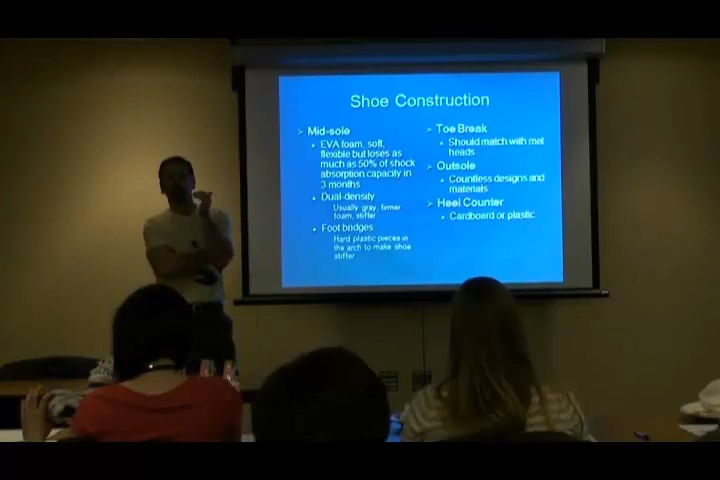 Shoe Construction
Mid-sole
EVA foam, soft,
flexible but loses as
much as 50% of shock
absorption capacity in
3 months
Dual-density
Usually gray, firmer
foam, stiffer
Foot bridges
Hard plastic pieces in
the arch to make shoe
stiffer
Toe Break
Should match with met
heads
Outsole
Countless designs and
materials
Heel Counter
Cardboard or plastic